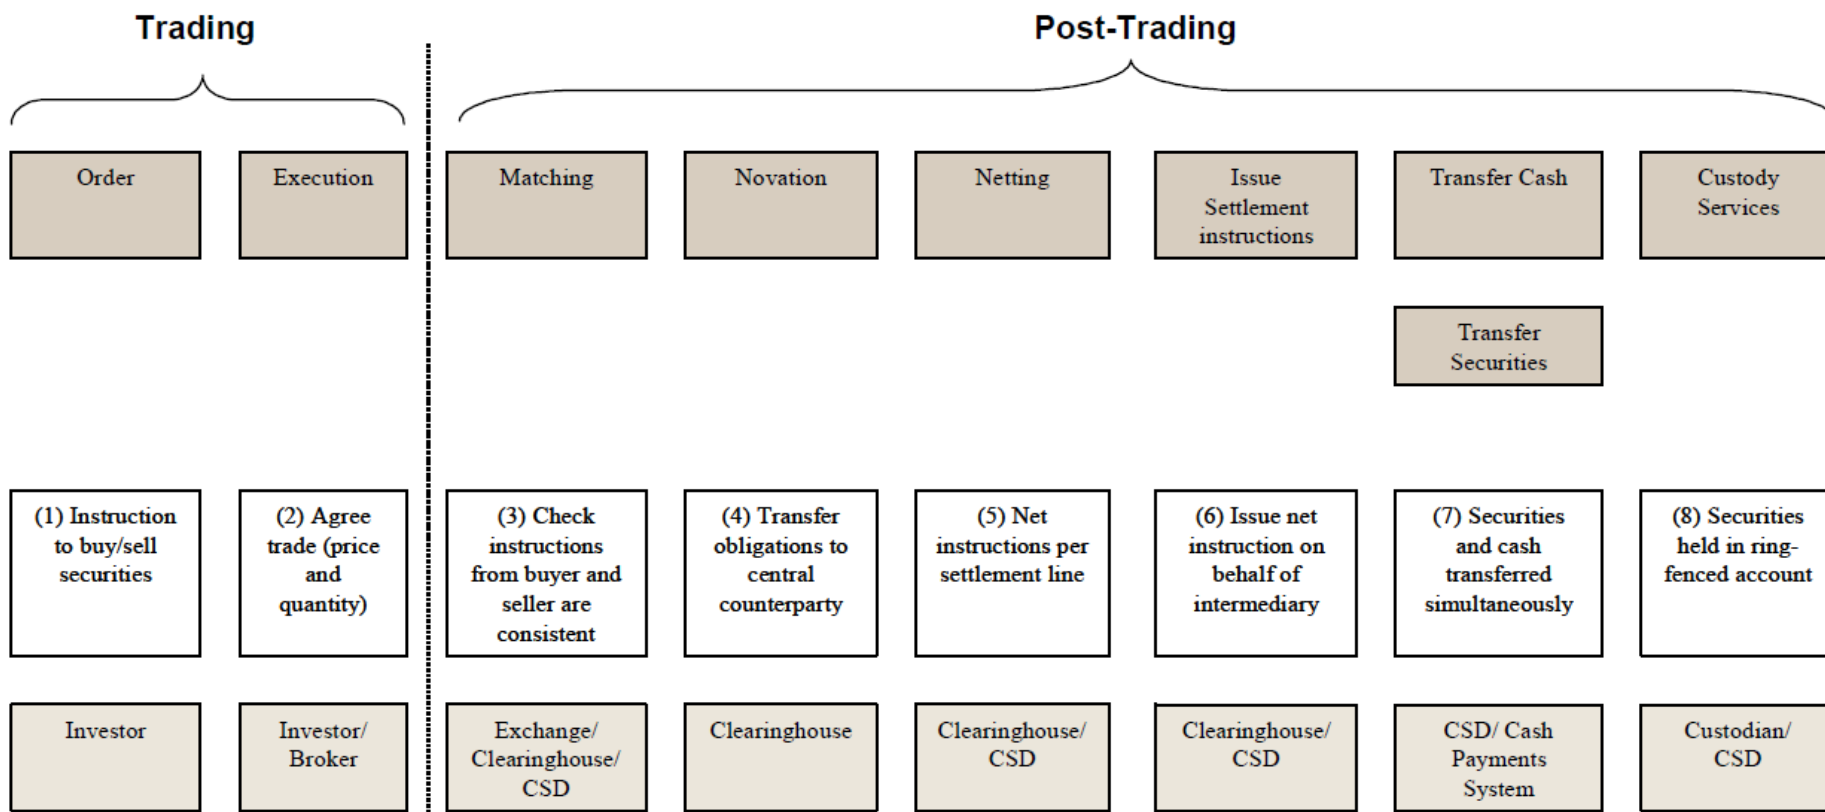 Trading
Post-Trading
Order
Execution
Matching
Novation
Netting
Issue
Settlement
instructions
Transfer Cash
Custody
Services
Transfer
Securities
(1) Instruction
to buy/sell
securities
(2) Agree
trade (price
and
quantity)
(3) Check
instructions
from buyer and
seller are
consistent
(4) Transfer
obligations to
central
counterparty
(5) Net
instructions per
settlement line
(6) Issue net
instruction on
behalf of
intermediary
(7) Securities
and cash
transferred
simultaneously
(8) Securities
held in ring-
fenced account
Investor
Investor/
Broker
Exchange/
Clearinghouse/
CSD
Clearinghouse
Clearinghouse/
CSD
Clearinghouse/
CSD
CSD/ Cash
Payments
System
Custodian/
CSD